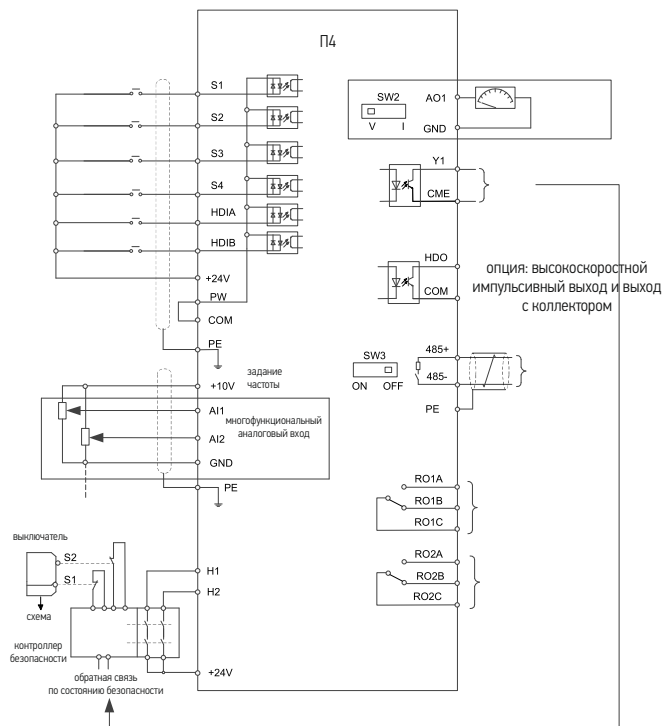 П4
S1
S2
S3
S4
HDIA
HDIB
+24V
PW
COM
PE
SW2
V I
AO1
GND
Y1
CME
HDO
COM
опция: высокоскоростной
импульсивный выход и выход
с коллектором
SW3
ON OFF
485+
485-
PE
задание
частоты
+10V
AI1
многофункциональный
аналоговый вход
AI2
GND
PE
RO1A
RO1B
RO1C
RO2A
RO2B
RO2C
выключатель
S2
S1
схема
H1
H2
контроллер
безопасности
+24V
обратная связь
по состоянию безопасности